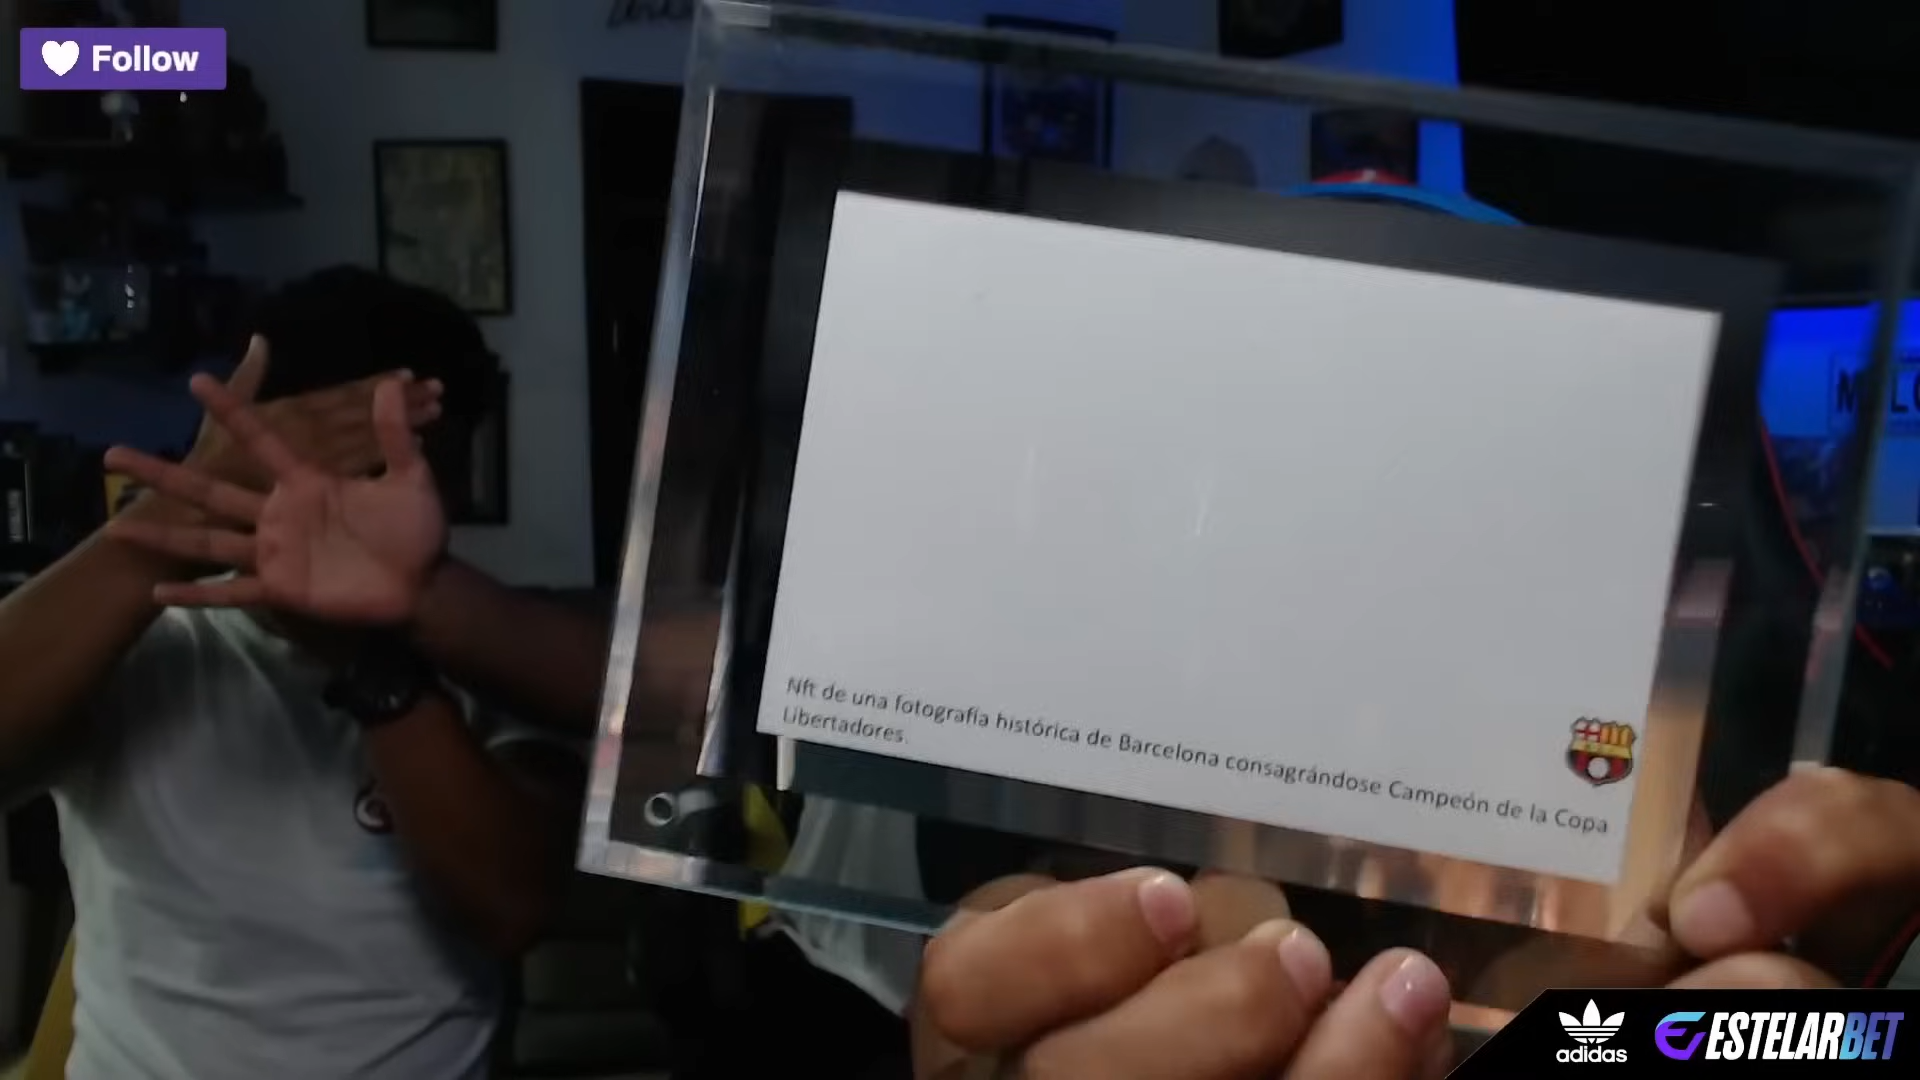 Follow
Nft de una fotografía histórica de Barcelona consagrándose Campeón de la Copa
Libertadores.
adidas
ESTELARBET